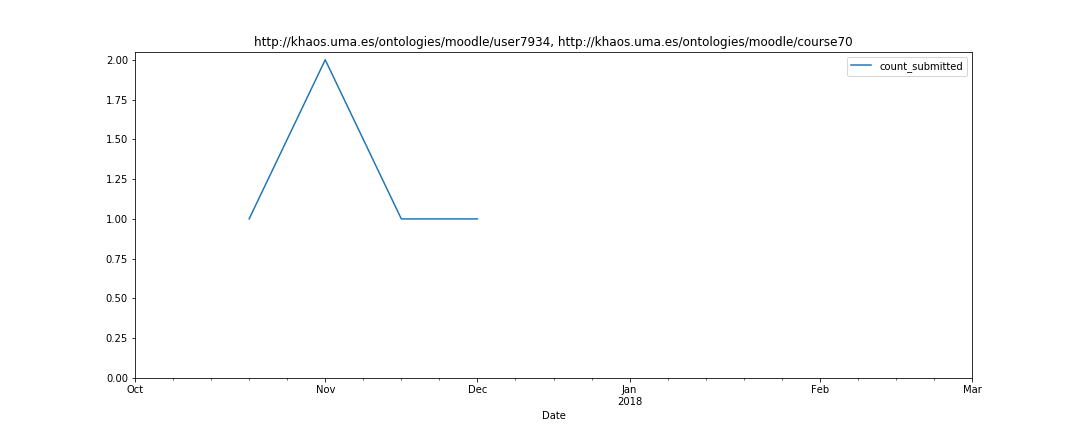 http://khaos.uma.es/ontologies/moodle/user7934, http://khaos.uma.es/ontologies/moodle/course70
count_submitted
2.00
1.75
1.50
1.25
1.00
0.75
0.50
0.25
0.00
Oct Nov Dec Jan Feb Mar
2018
Date